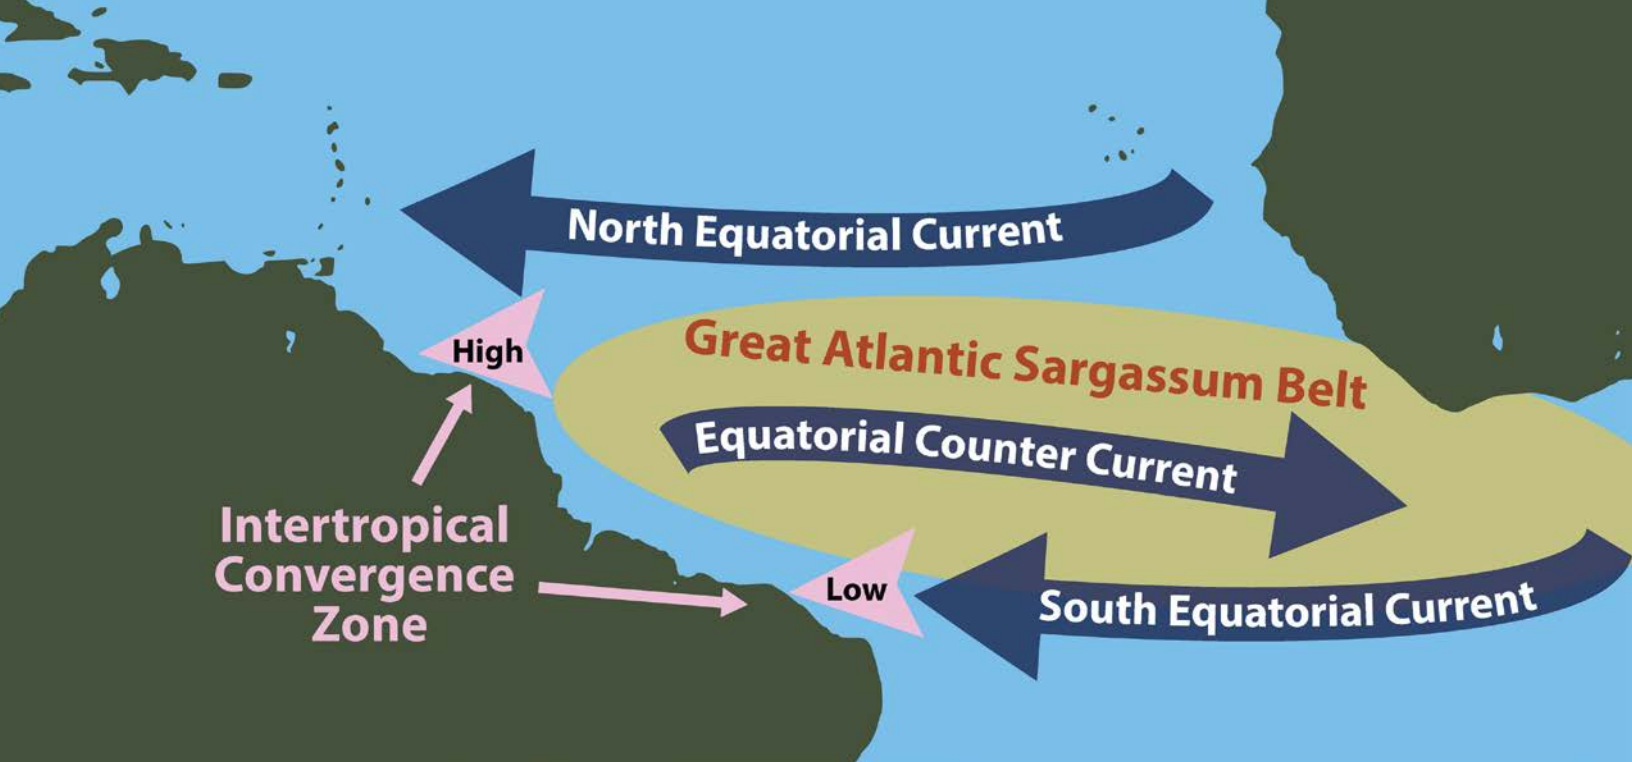 North Equatorial Current
High
Great Atlantic Sargassum Belt
Equatorial Counter Current
Intertropical
Convergence
Zone
Low
South Equatorial Current